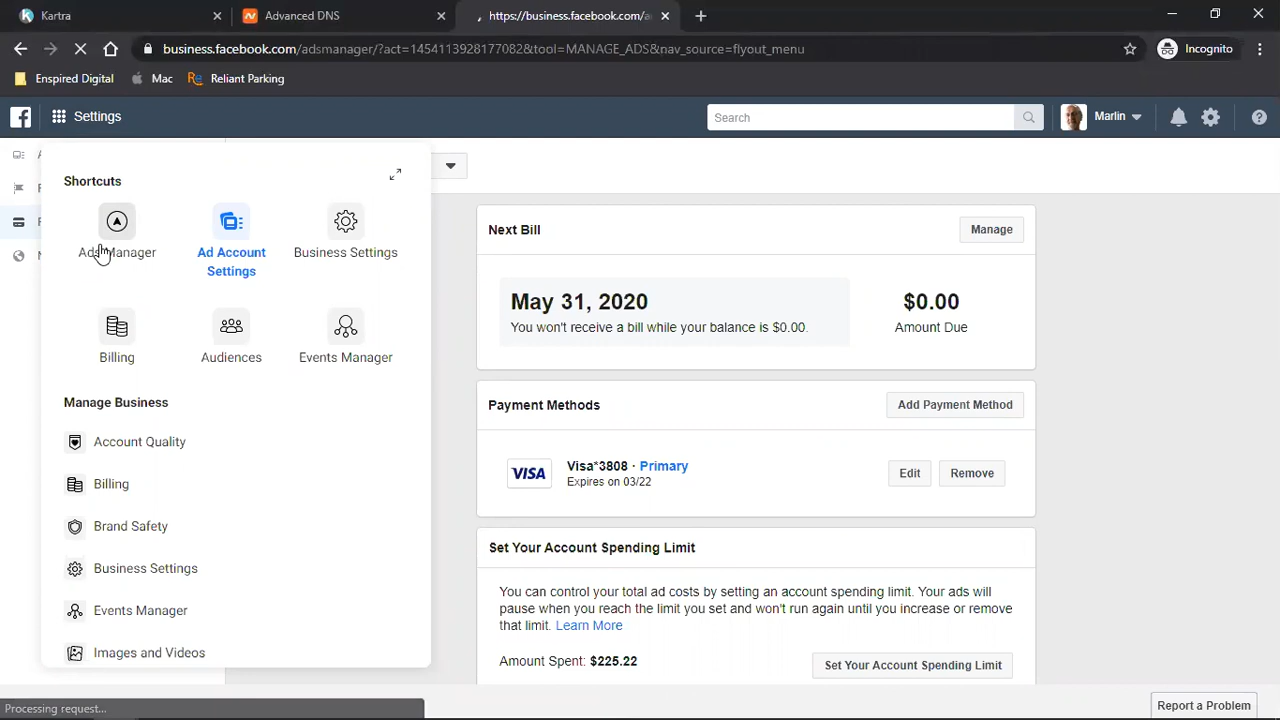 Kartra
Advanced DNS
https://business.facebook.com/a
business.facebook.com/adsmanager/?act=1454113928177082&tool=MANAGE_ADS&nav_source=flyout_menu
Incognito
Enspired Digital
Mac
Reliant Parking
Settings
Search
Marlin
Shortcuts
Ads Manager
Ad Account
Settings
Business Settings
Billing
Audiences
Events Manager
Manage Business
Account Quality
Billing
Brand Safety
Business Settings
Events Manager
Images and Videos
Next Bill
Manage
May 31, 2020
You won't receive a bill while your balance is $0.00.
$0.00
Amount Due
Payment Methods
Add Payment Method
VISA
Visa*3808 · Primary
Expires on 03/22
Edit
Remove
Set Your Account Spending Limit
You can control your total ad costs by setting an account spending limit. Your ads will
pause when you reach the limit you set and won't run again until you increase or remove
that limit. Learn More
Amount Spent: $225.22
Set Your Account Spending Limit
Processing request...
Report a Problem